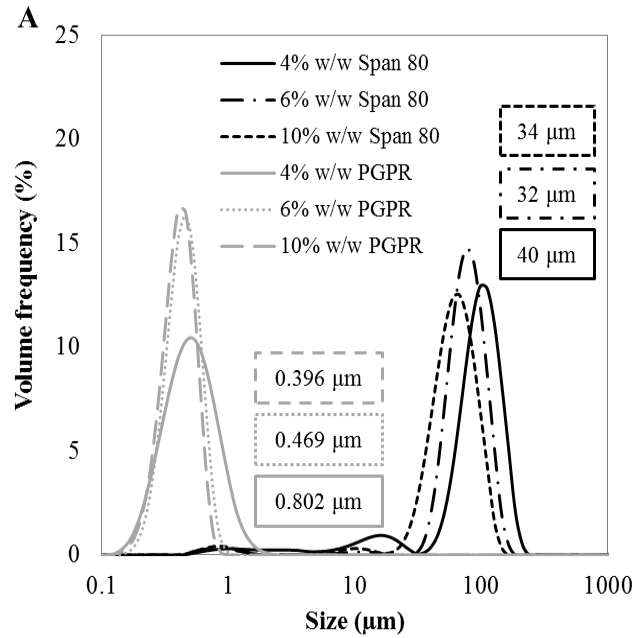 A
25
20
15
10
5
0
Volume frequency (%)
4% w/w Span 80
6% w/w Span 80
10% w/w Span 80
4% w/w PGPR
6% w/w PGPR
10% w/w PGPR
34 μm
32 μm
40 μm
0.396 μm
0.469 μm
0.802 μm
0.1 1 10 100 1000
Size (μm)